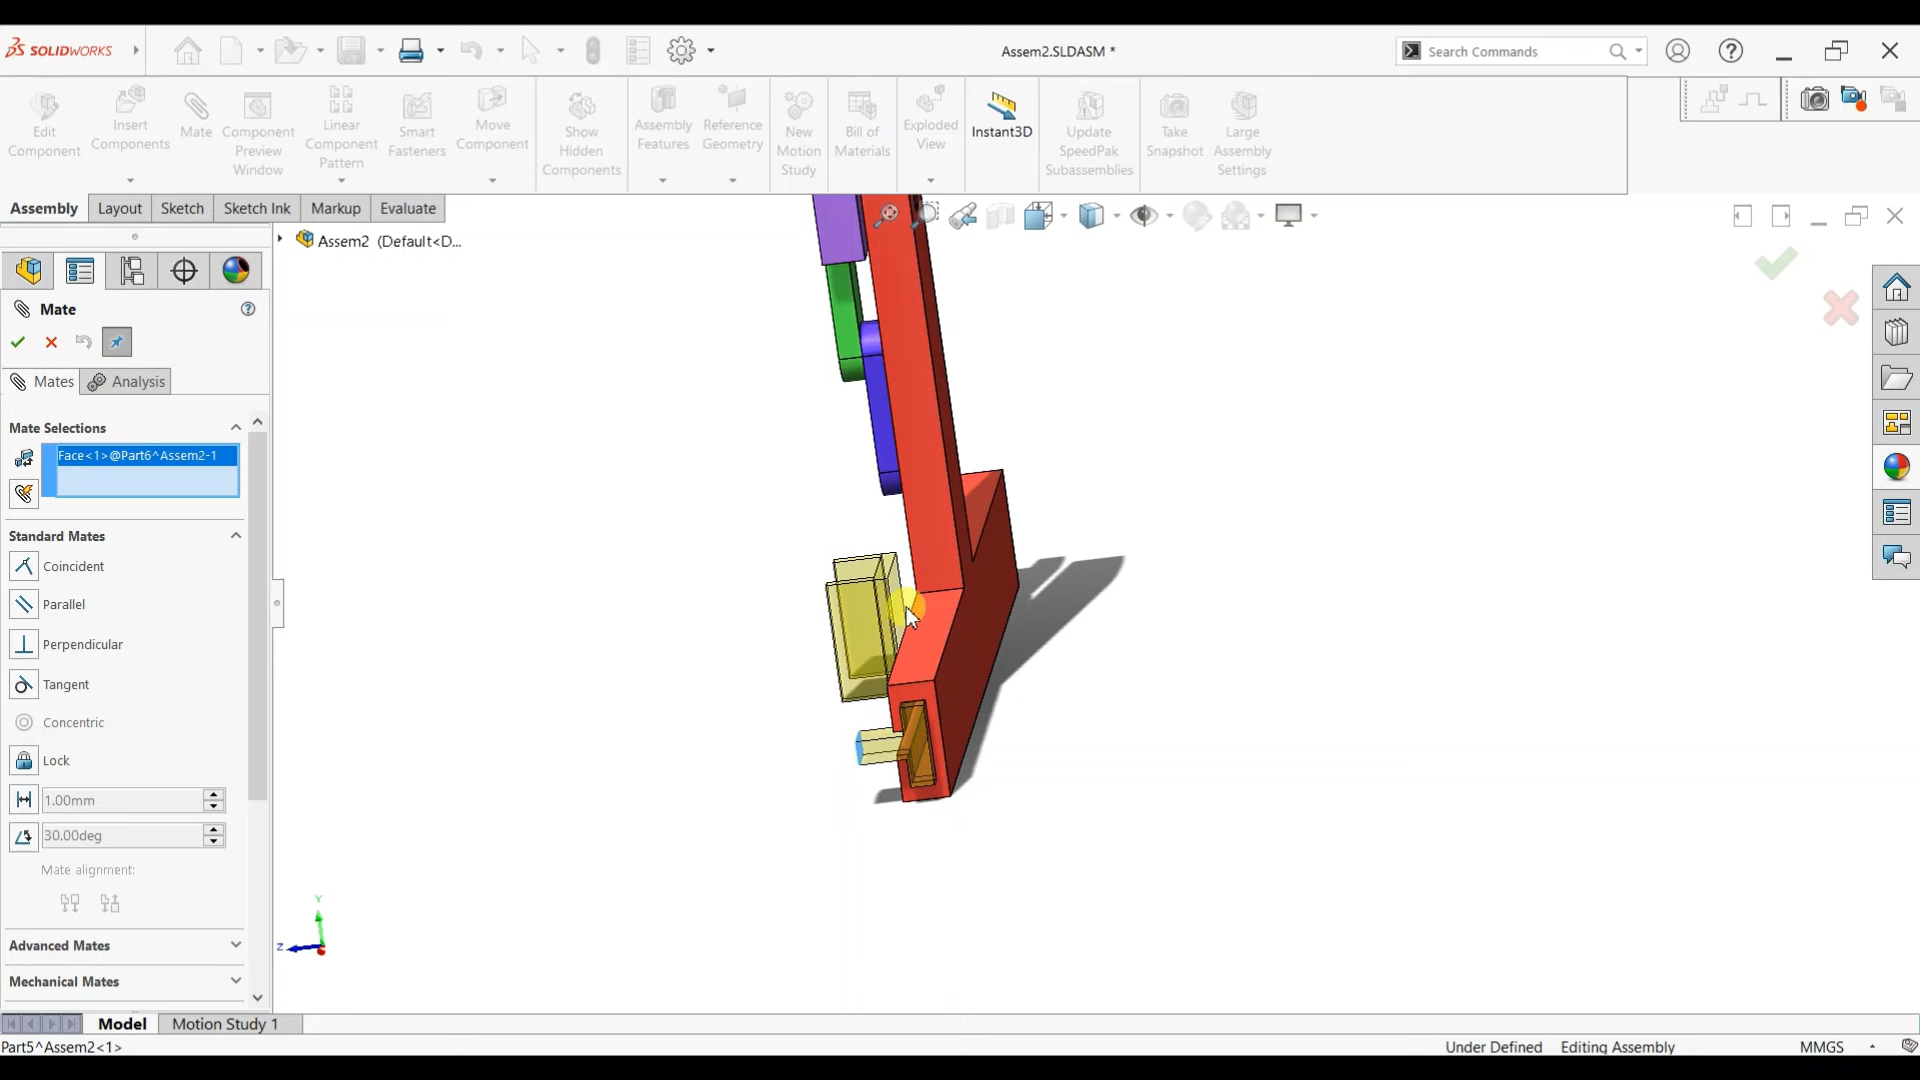 SOLIDWORKS
Assem2.SLDASM *
Search Commands
Edit Component
Insert Components
Mate
Component Preview Window
Linear Component Pattern
Smart Fasteners
Move Component
Show Hidden Components
Assembly Features
Reference Geometry
New Motion Study
Bill of Materials
Exploded View
Instant3D
Update SpeedPak Subassemblies
Take Snapshot
Large Assembly Settings
Assembly
Layout
Sketch
Sketch Ink
Markup
Evaluate
Assem2 (Default<D...
Mate
Mates
Analysis
Mate Selections
Face<1>@Part6^Assem2-1
Standard Mates
Coincident
Parallel
Perpendicular
Tangent
Concentric
Lock
1.00mm
30.00deg
Mate alignment:
Advanced Mates
Mechanical Mates
Y
Z
Model
Motion Study 1
Part5^Assem2<1>
Under Defined
Editing Assembly
MMGS